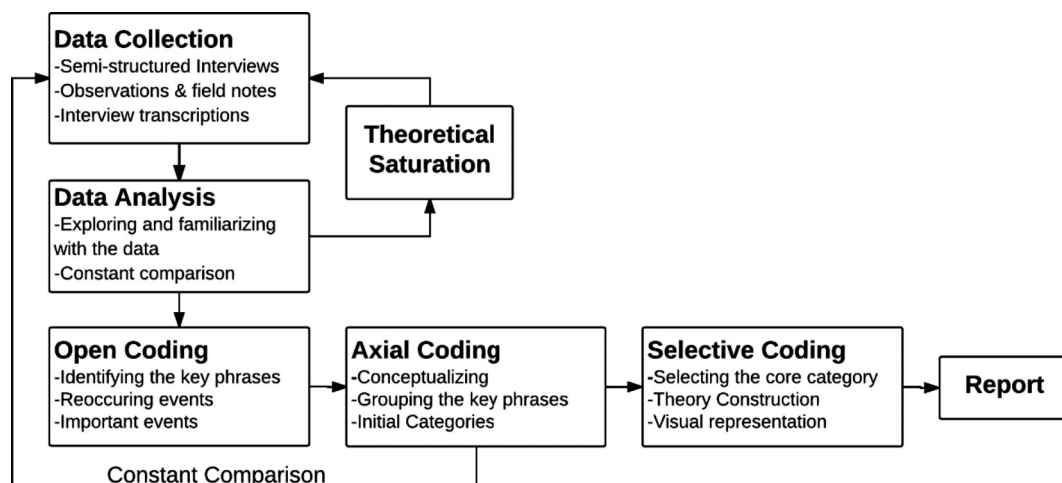 Data Collection
-Semi-structured Interviews
-Observations & field notes
-Interview transcriptions
Theoretical
Saturation
Data Analysis
-Exploring and familiarizing
with the data
-Constant comparison
Open Coding
-Identifying the key phrases
-Reoccuring events
-Important events
Axial Coding
-Conceptualizing
-Grouping the key phrases
-Initial Categories
Selective Coding
-Selecting the core category
-Theory Construction
-Visual representation
Report
Constant Comparison